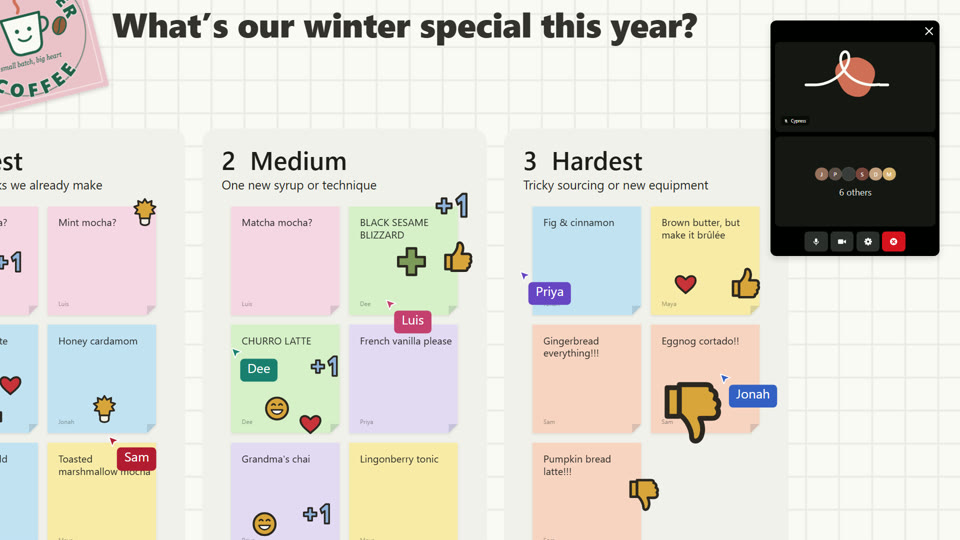 small batch, big heart
COFFEE
What's our winter special this year?
2 Medium
One new syrup or technique
3 Hardest
Tricky sourcing or new equipment
we already make
Mint mocha?
Luis
+1
Honey cardamom
Jonah
Toasted
marshmallow mocha
Sam
Matcha mocha?
Luis
BLACK SESAME
BLIZZARD
Dee
+1
Luis
CHURRO LATTE
Dee
+1
Dee
French vanilla please
Priya
Grandma's chai
+1
Lingonberry tonic
Fig & cinnamon
Priya
Brown butter, but
make it brûlée
Maya
Gingerbread
everything!!!
Sam
Eggnog cortado!!
Sam
Jonah
Pumpkin bread
latte!!!
Cypress
J P S D M
6 others